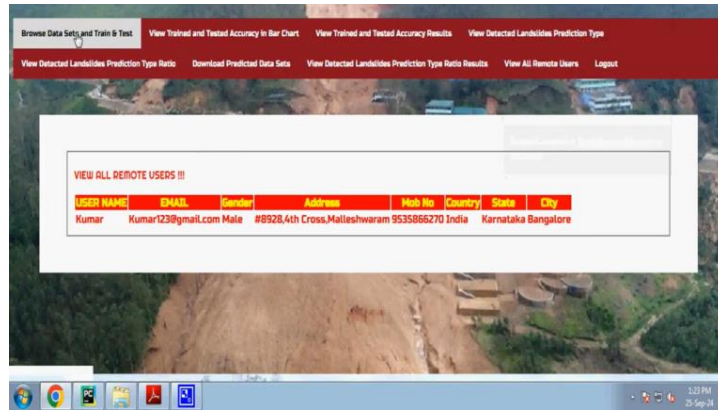 Browse Data Sets and Train & Test View Trained and Tested Accuracy in Bar Chart View Trained and Tested Accuracy Results View Detected Landslides Prediction Type
View Detected Landslides Prediction Type Ratio Download Predicted Data Sets View Detected Landslides Prediction Type Ratio Results View All Remote Users Logout
VIEW ALL REMOTE USERS !!!
USER NAME EMAIL Gender Address Mob No Country State City
Kumar Kumar123@gmail.com Male #8928,4th Cross,Malleshwaram 9535866270 India Karnataka Bangalore
1:23 PM
25-Sep-24